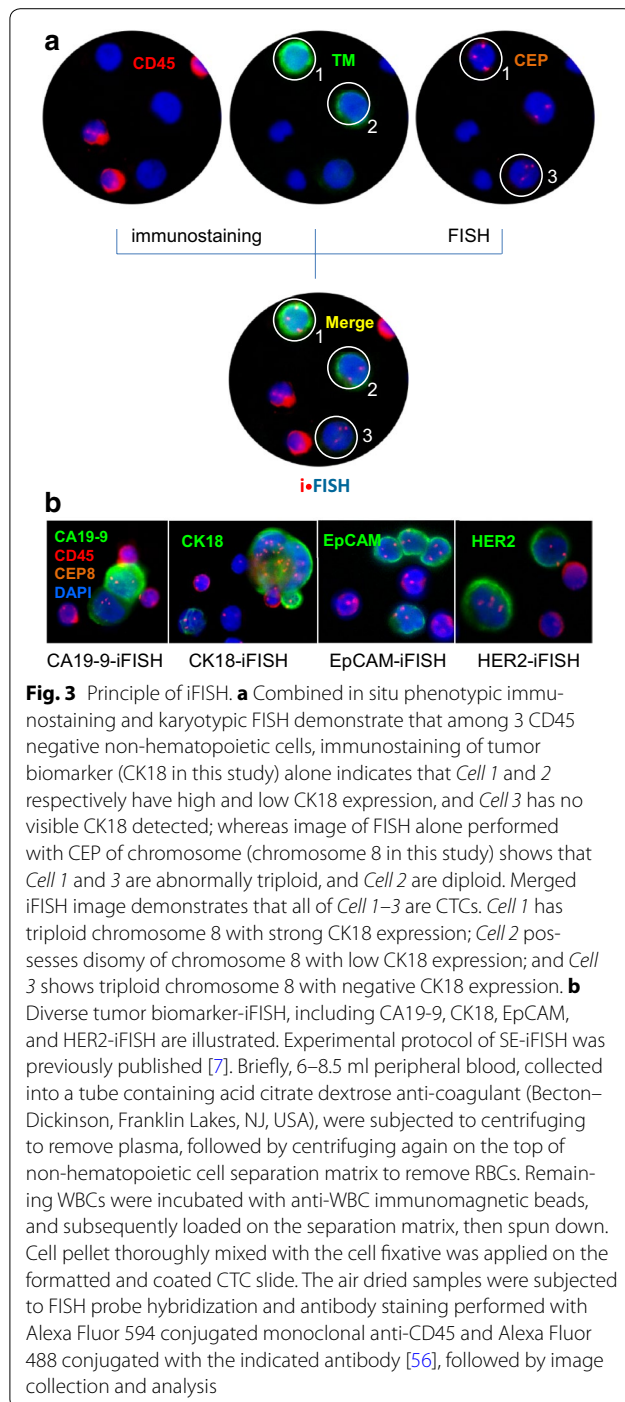 a
CD45
TM
CEP
1
2
1
3
immunostaining
FISH
Merge
1
2
3
i•FISH
b
CA19-9
CD45
CEP8
DAPI
CK18
EpCAM
HER2
CA19-9-iFISH CK18-iFISH EpCAM-iFISH HER2-iFISH
Fig. 3 Principle of iFISH. a Combined in situ phenotypic immu-
nostaining and karyotypic FISH demonstrate that among 3 CD45
negative non-hematopoietic cells, immunostaining of tumor
biomarker (CK18 in this study) alone indicates that Cell 1 and 2
respectively have high and low CK18 expression, and Cell 3 has no
visible CK18 detected; whereas image of FISH alone performed
with CEP of chromosome (chromosome 8 in this study) shows that
Cell 1 and 3 are abnormally triploid, and Cell 2 are diploid. Merged
iFISH image demonstrates that all of Cell 1–3 are CTCs. Cell 1 has
triploid chromosome 8 with strong CK18 expression; Cell 2 pos-
sesses disomy of chromosome 8 with low CK18 expression; and Cell
3 shows triploid chromosome 8 with negative CK18 expression. b
Diverse tumor biomarker-iFISH, including CA19-9, CK18, EpCAM,
and HER2-iFISH are illustrated. Experimental protocol of SE-iFISH was
previously published [7]. Briefly, 6–8.5 ml peripheral blood, collected
into a tube containing acid citrate dextrose anti-coagulant (Becton–
Dickinson, Franklin Lakes, NJ, USA), were subjected to centrifuging
to remove plasma, followed by centrifuging again on the top of
non-hematopoietic cell separation matrix to remove RBCs. Remain-
ing WBCs were incubated with anti-WBC immunomagnetic beads,
and subsequently loaded on the separation matrix, then spun down.
Cell pellet thoroughly mixed with the cell fixative was applied on the
formatted and coated CTC slide. The air dried samples were subjected
to FISH probe hybridization and antibody staining performed with
Alexa Fluor 594 conjugated monoclonal anti-CD45 and Alexa Fluor
488 conjugated with the indicated antibody [56], followed by image
collection and analysis